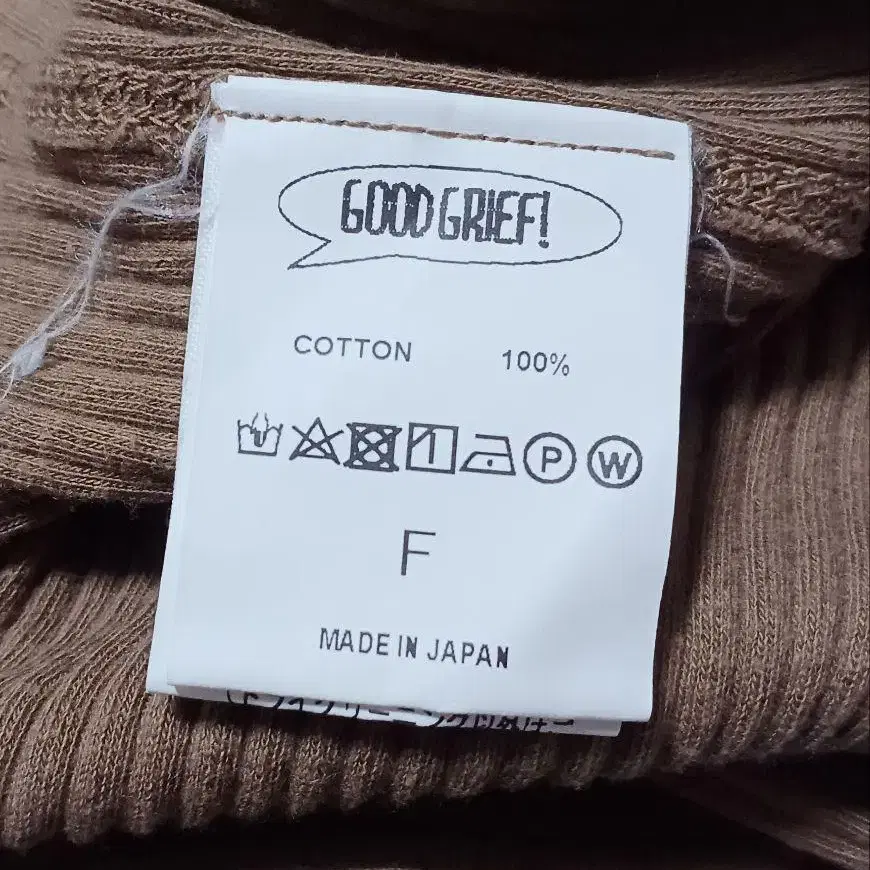 GOOD GRIEF!
COTTON 100%
P W
F
MADE IN JAPAN